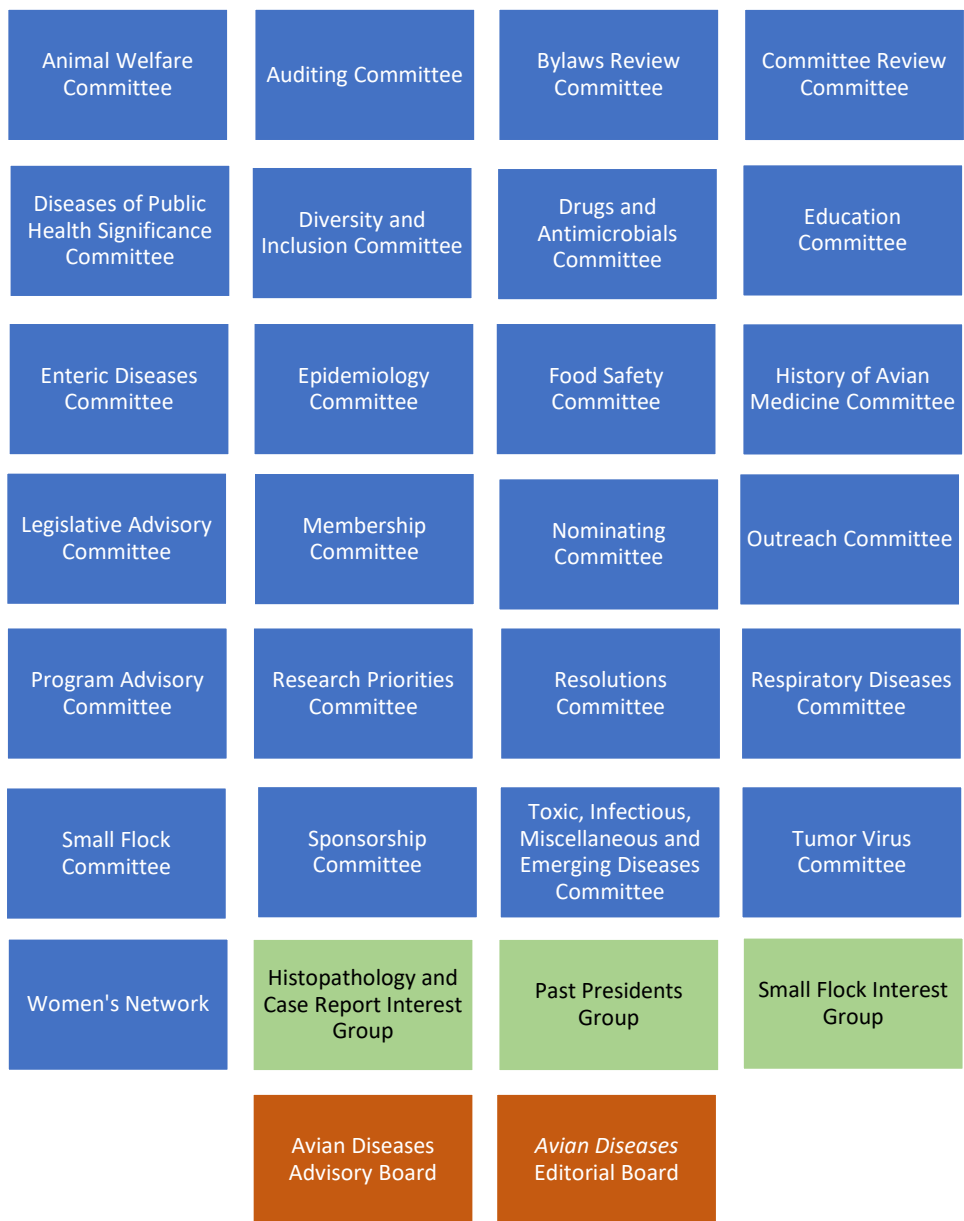 Animal Welfare
Committee
Auditing Committee
Bylaws Review
Committee
Committee Review
Committee
Diseases of Public
Health Significance
Committee
Diversity and
Inclusion Committee
Drugs and
Antimicrobials
Committee
Education
Committee
Enteric Diseases
Committee
Epidemiology
Committee
Food Safety
Committee
History of Avian
Medicine Committee
Legislative Advisory
Committee
Membership
Committee
Nominating
Committee
Outreach Committee
Program Advisory
Committee
Research Priorities
Committee
Resolutions
Committee
Respiratory Diseases
Committee
Small Flock
Committee
Sponsorship
Committee
Toxic, Infectious,
Miscellaneous and
Emerging Diseases
Committee
Tumor Virus
Committee
Women's Network
Histopathology and
Case Report Interest
Group
Past Presidents
Group
Small Flock Interest
Group
Avian Diseases
Advisory Board
Avian Diseases
Editorial Board